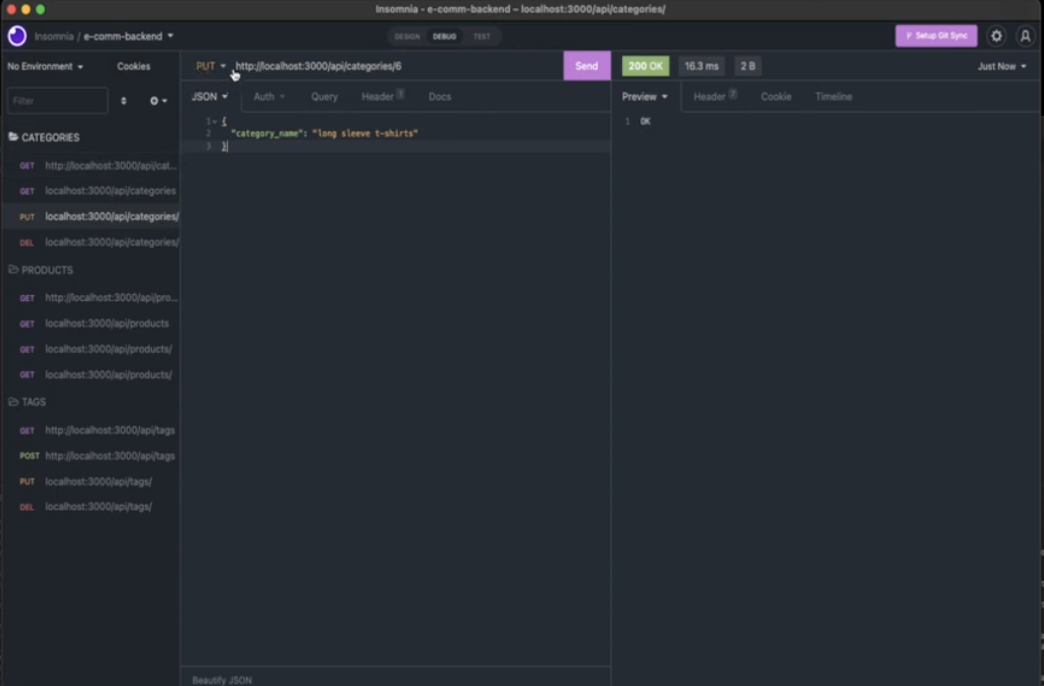 Insomnia - e-comm-backend – localhost:3000/api/categories/
Insomnia / e-comm-backend
DESIGN DEBUG TEST
Setup Git Sync
No Environment Cookies
PUT http://localhost:3000/api/categories/6 Send
200 OK 16.3 ms 2 B Just Now
Filter
JSON Auth Query Header 1 Docs
Preview Header 7 Cookie Timeline
1 {
2 "category_name": "long sleeve t-shirts"
3 }
1 OK
CATEGORIES
GET http://localhost:3000/api/cat...
GET localhost:3000/api/categories
PUT localhost:3000/api/categories/
DEL localhost:3000/api/categories/
PRODUCTS
GET http://localhost:3000/api/pro...
GET localhost:3000/api/products
GET localhost:3000/api/products/
GET localhost:3000/api/products/
TAGS
GET http://localhost:3000/api/tags
POST http://localhost:3000/api/tags
PUT localhost:3000/api/tags/
DEL localhost:3000/api/tags/
Beautify JSON